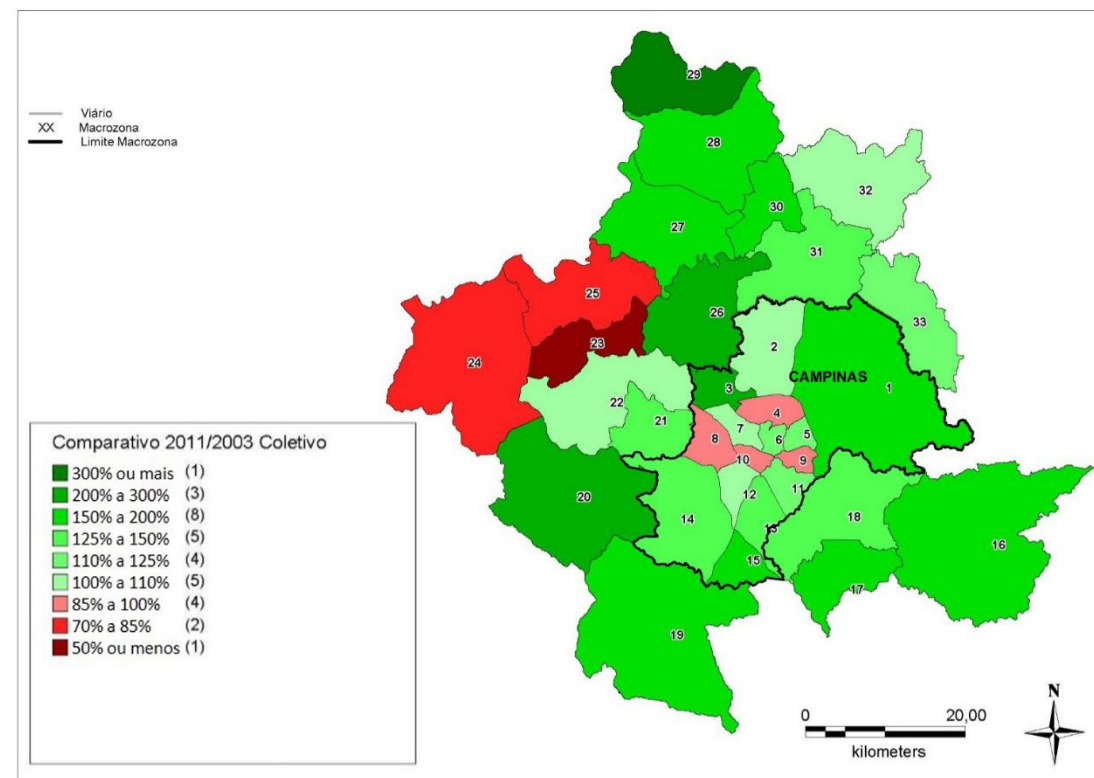 Viário
XX Macrozona
Limite Macrozona
29
28
32
30
27
31
25
26
33
23
2
24
CAMPINAS
3
1
22
4
21
8
7
6
5
10
9
20
12
11
14
18
13
16
15
17
19
Comparativo 2011/2003 Coletivo
300% ou mais (1)
200% a 300% (3)
150% a 200% (8)
125% a 150% (5)
110% a 125% (4)
100% a 110% (5)
85% a 100% (4)
70% a 85% (2)
50% ou menos (1)
N
0 20,00
kilometers